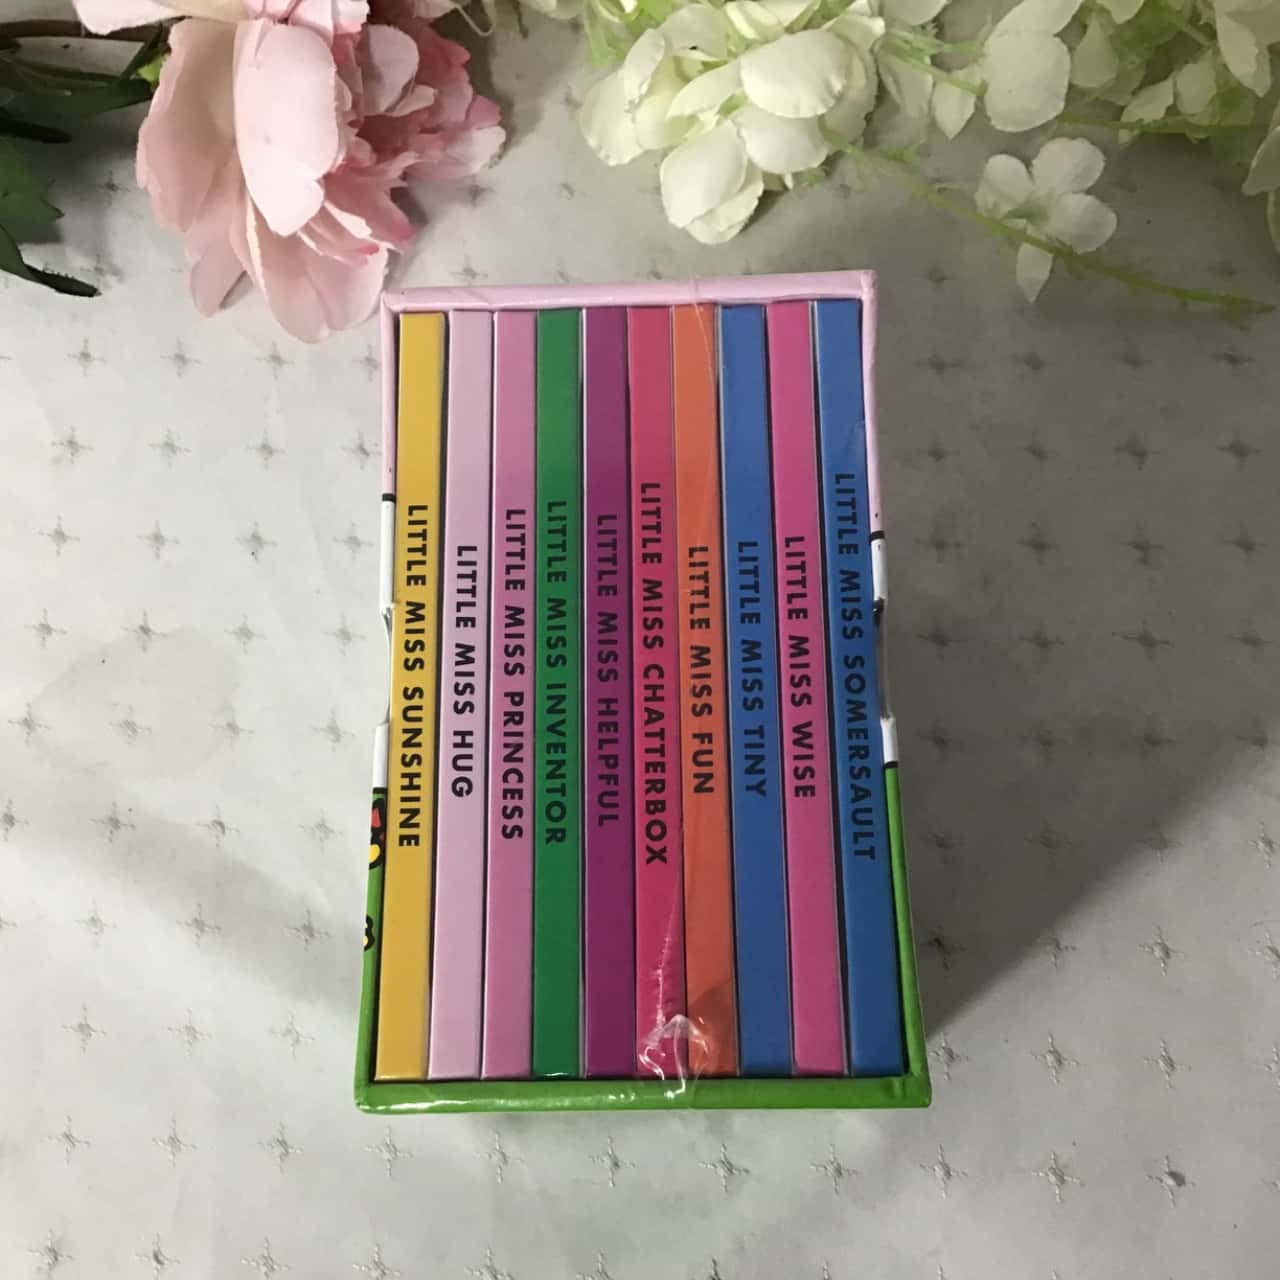 LITTLE MISS SUNSHINE
LITTLE MISS HUG
LITTLE MISS PRINCESS
LITTLE MISS INVENTOR
LITTLE MISS HELPFUL
LITTLE MISS CHATTERBOX
LITTLE MISS FUN
LITTLE MISS TINY
LITTLE MISS WISE
LITTLE MISS SOMERSAULT